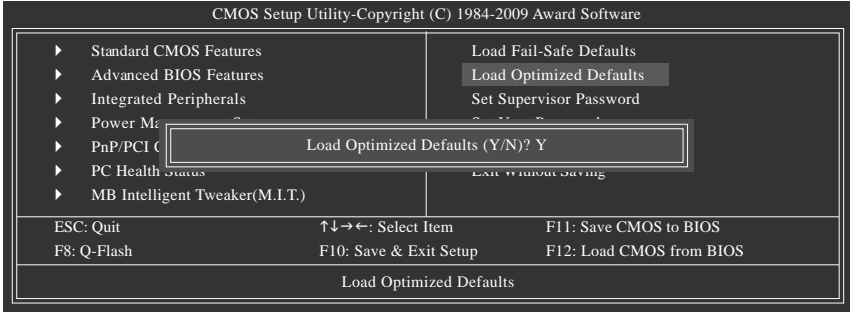 CMOS Setup Utility-Copyright (C) 1984-2009 Award Software
Standard CMOS Features
Advanced BIOS Features
Integrated Peripherals
Power
PnP/PCI
PC Health Status
MB Intelligent Tweaker(M.I.T.)
Load Fail-Safe Defaults
Load Optimized Defaults
Set Supervisor Password
Exit Without Saving
Load Optimized Defaults (Y/N)? Y
ESC: Quit ↑↓→←: Select Item F11: Save CMOS to BIOS
F8: Q-Flash F10: Save & Exit Setup F12: Load CMOS from BIOS
Load Optimized Defaults